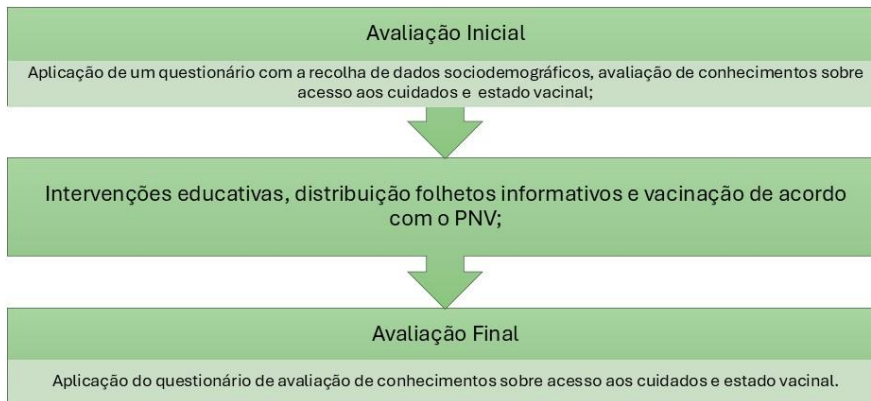 Avaliação Inicial
Aplicação de um questionário com a recolha de dados sociodemográficos, avaliação de conhecimentos sobre
acesso aos cuidados e estado vacinal;
Intervenções educativas, distribuição folhetos informativos e vacinação de acordo
com o PNV;
Avaliação Final
Aplicação do questionário de avaliação de conhecimentos sobre acesso aos cuidados e estado vacinal.